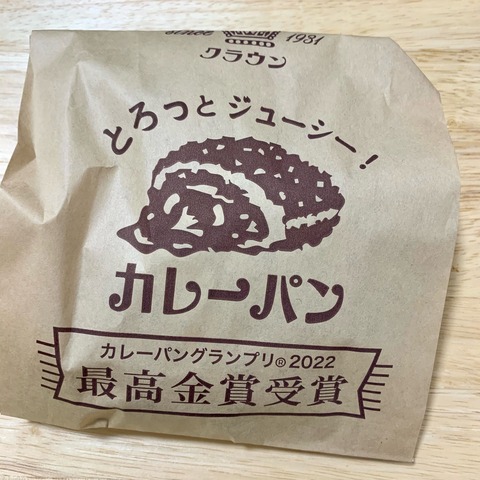 since 1931
クラウン
とろっとジューシー！
カレーパン
カレーパングランプリ®2022
最高金賞受賞